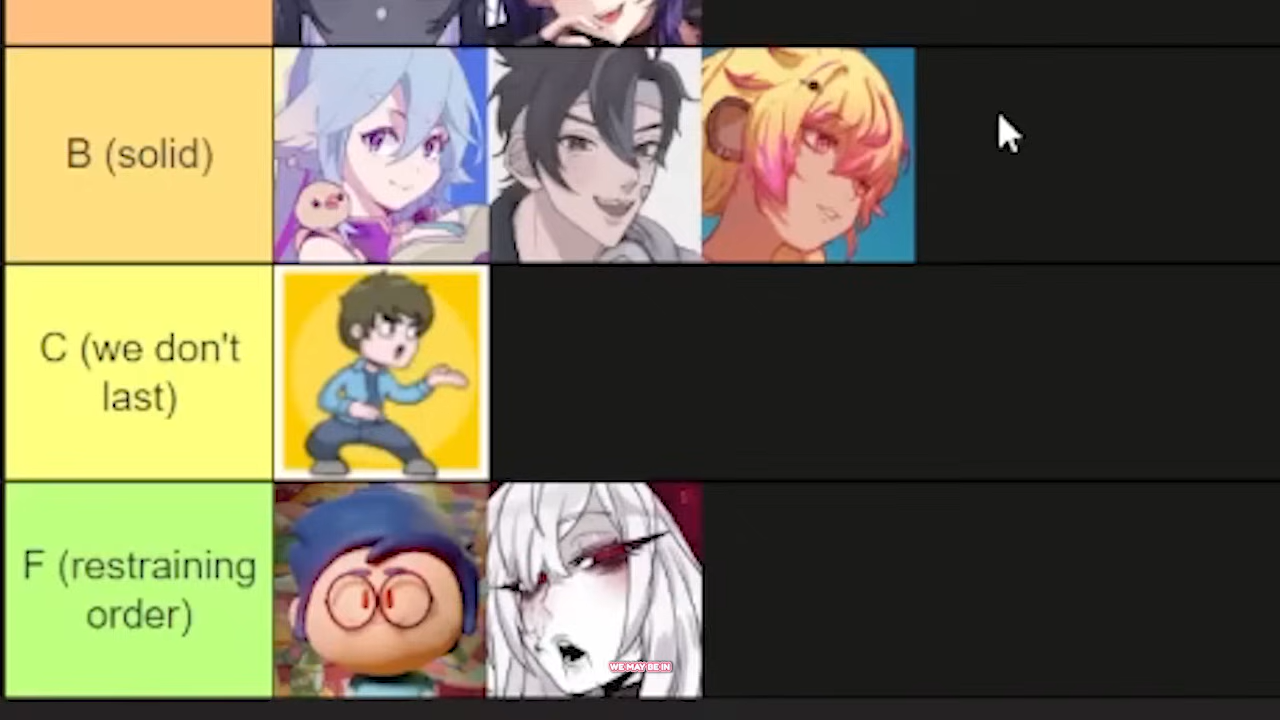 B (solid)
C (we don't
last)
F (restraining
order)
WE MAY BE IN